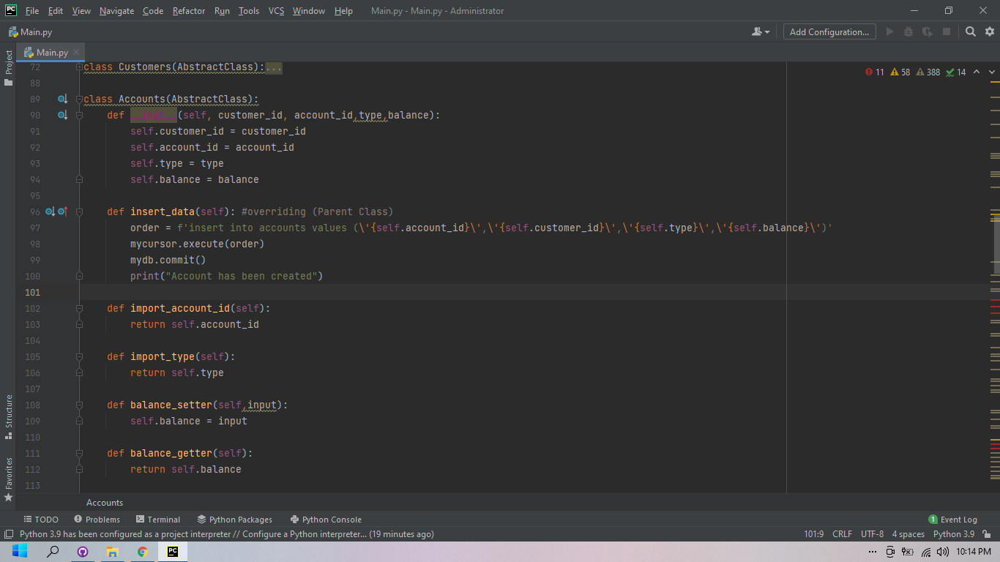 File Edit View Navigate Code Refactor Run Tools VCS Window Help Main.py - Main.py - Administrator
Main.py Add Configuration...
Project Main.py
72 class Customers(AbstractClass):... 11 58 388 14
88
89 class Accounts(AbstractClass):
90 def __init__(self, customer_id, account_id,type,balance):
91 self.customer_id = customer_id
92 self.account_id = account_id
93 self.type = type
94 self.balance = balance
95
96 def insert_data(self): #overriding (Parent Class)
97 order = f'insert into accounts values (\'{self.account_id}\',\'{self.customer_id}\',\'{self.type}\',\'{self.balance}\')'
98 mycursor.execute(order)
99 mydb.commit()
100 print("Account has been created")
101
102 def import_account_id(self):
103 return self.account_id
104
105 def import_type(self):
106 return self.type
107
108 def balance_setter(self,input):
109 self.balance = input
110
111 def balance_getter(self):
112 return self.balance
113
Structure
Favorites
Accounts
TODO Problems Terminal Python Packages Python Console 1 Event Log
Python 3.9 has been configured as a project interpreter // Configure a Python interpreter... (19 minutes ago) 101:9 CRLF UTF-8 4 spaces Python 3.9
10:14 PM